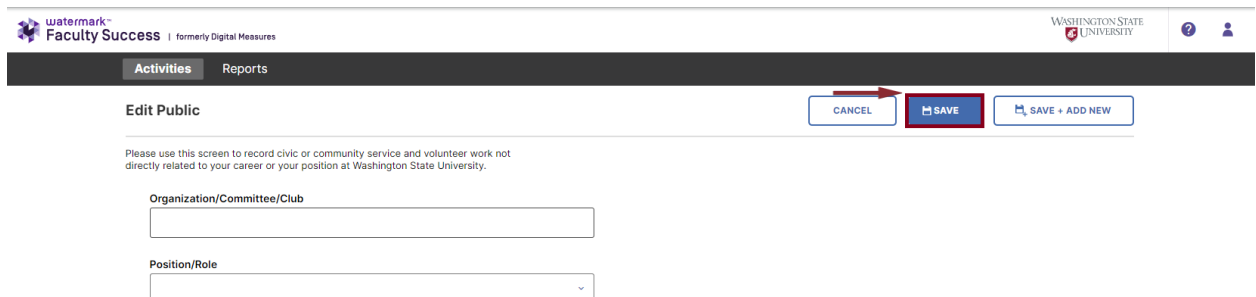 watermark™
Faculty Success | formerly Digital Measures
WASHINGTON STATE
UNIVERSITY
Activities Reports
Edit Public
CANCEL
SAVE
SAVE + ADD NEW
Please use this screen to record civic or community service and volunteer work not
directly related to your career or your position at Washington State University.
Organization/Committee/Club
Position/Role